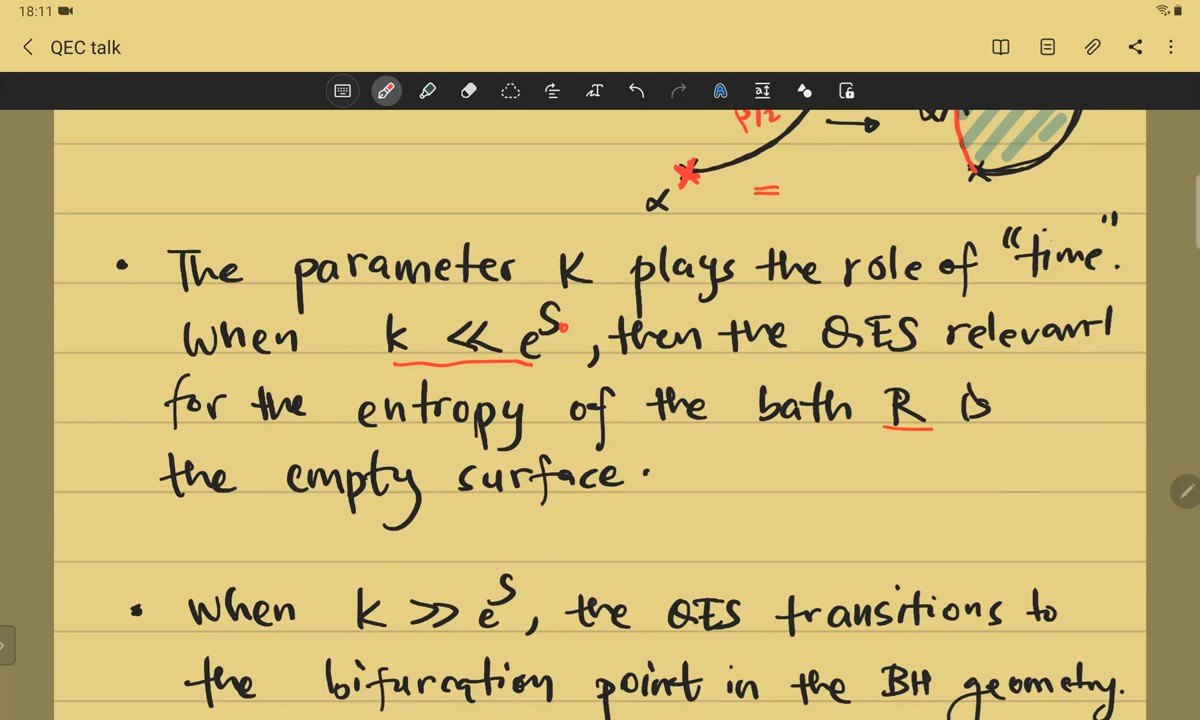 18:11
QEC talk
β/2
α
=
• The parameter K plays the role of "time."
When k << e^S, then the QES relevant
for the entropy of the bath R is
the empty surface.
• When k >> e^S, the QES transitions to
the bifurcation point in the BH geometry.